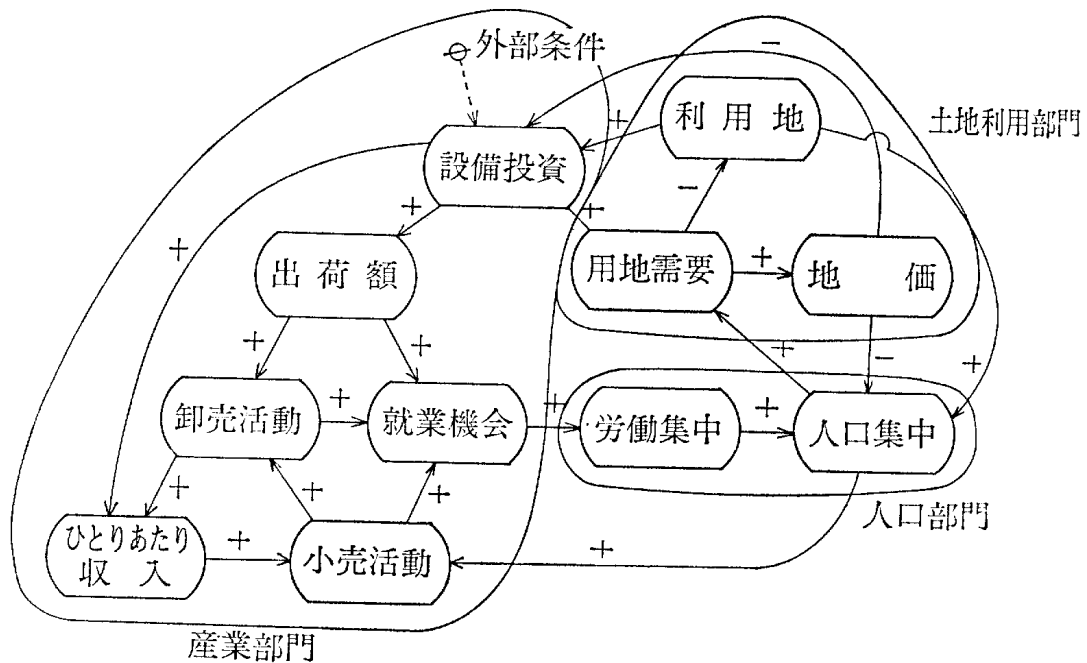 外部条件
−
利用地
土地利用部門
+
設備投資
−
+
+
+
出荷額
用地需要
+
地価
+
+
+
−
+
卸売活動
+
就業機会
+
労働集中
+
人口集中
+
+
+
人口部門
ひとりあたり
収入
+
小売活動
+
産業部門